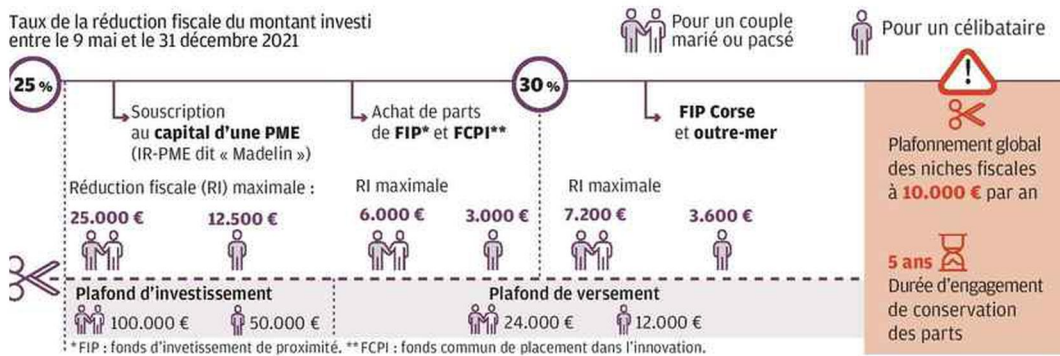 Taux de la réduction fiscale du montant investi
entre le 9 mai et le 31 décembre 2021
Pour un couple
marié ou pacsé
Pour un célibataire
25 %
Souscription
au capital d'une PME
(IR-PME dit « Madelin »)
Achat de parts
de FIP* et FCPI**
30 %
FIP Corse
et outre-mer
Réduction fiscale (RI) maximale :
25.000 €
12.500 €
RI maximale
6.000 €
3.000 €
RI maximale
7.200 €
3.600 €
Plafond d'investissement
100.000 €
50.000 €
Plafond de versement
24.000 €
12.000 €
!
Plafonnement global
des niches fiscales
à 10.000 € par an
5 ans
Durée d'engagement
de conservation
des parts
*FIP : fonds d'invetissement de proximité. **FCPI : fonds commun de placement dans l'innovation.